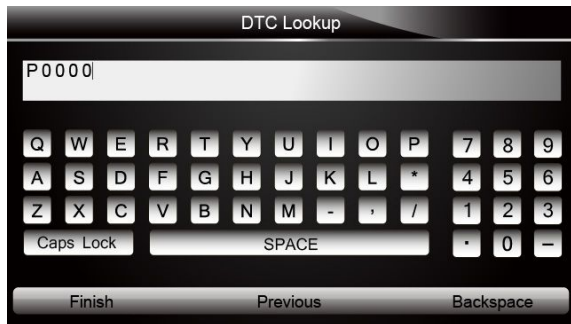 DTC Lookup
P0000
Q W E R T Y U I O P 7 8 9
A S D F G H J K L * 4 5 6
Z X C V B N M - , / 1 2 3
Caps Lock SPACE . 0 –
Finish Previous Backspace